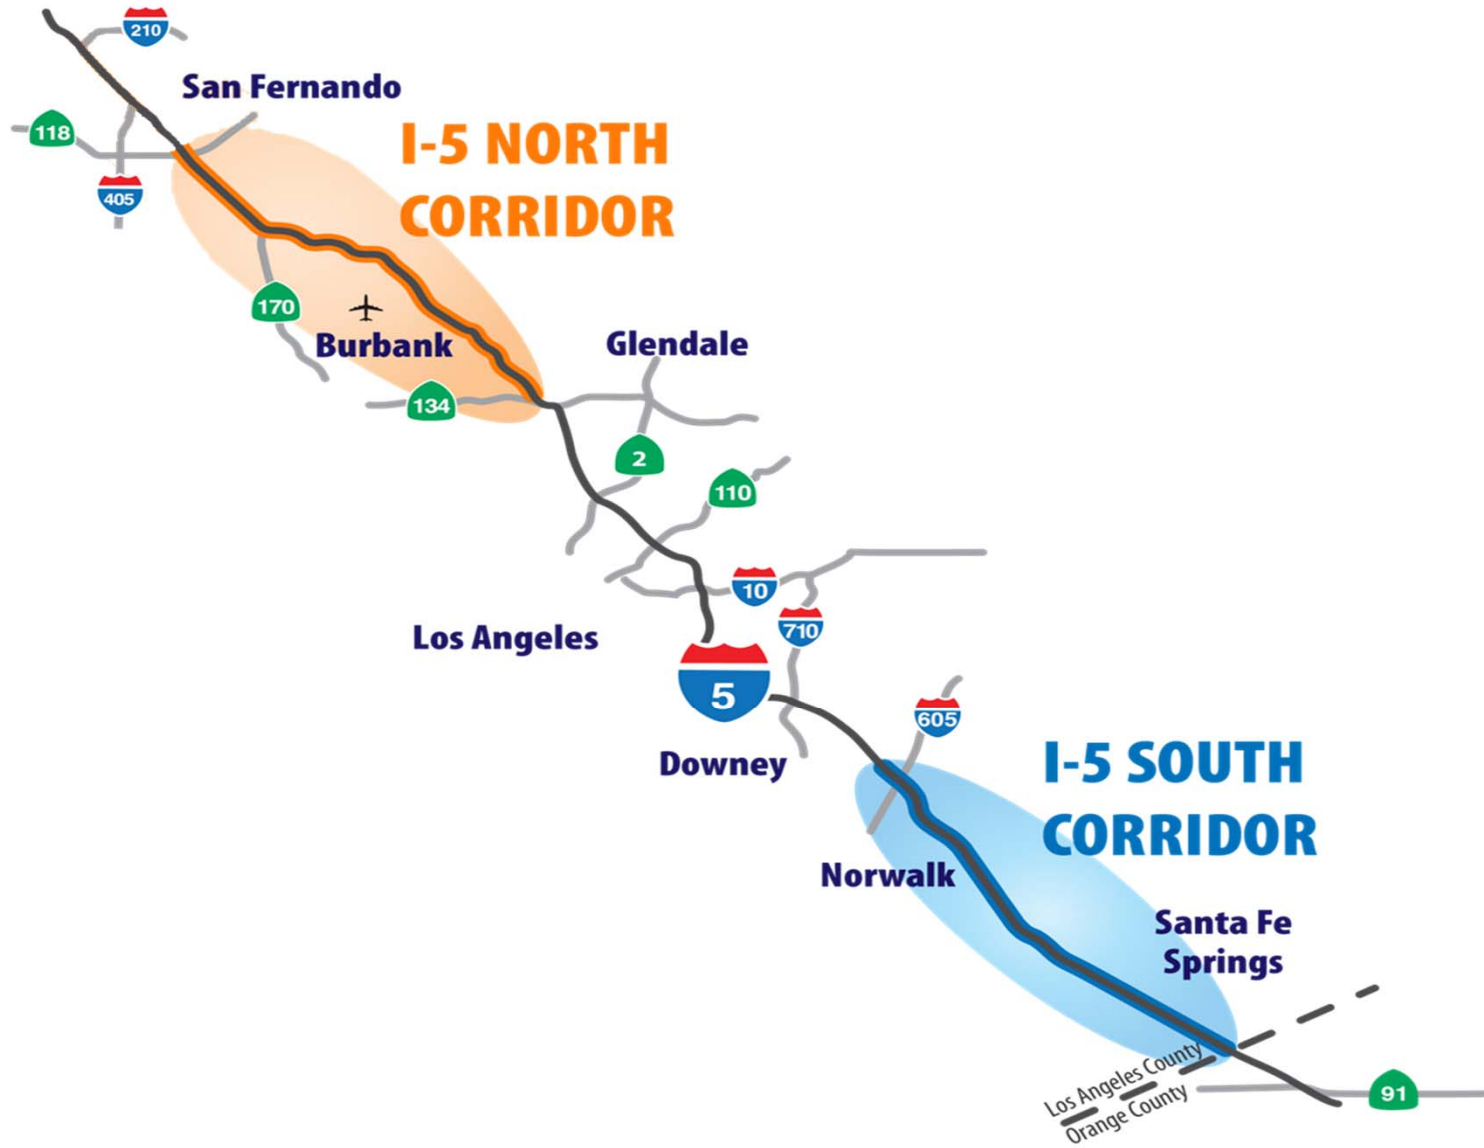 210
San Fernando
118
I-5 NORTH
CORRIDOR
405
170
Burbank
Glendale
134
2
110
10
710
Los Angeles
5
605
Downey
I-5 SOUTH
CORRIDOR
Norwalk
Santa Fe
Springs
Los Angeles County
Orange County
91